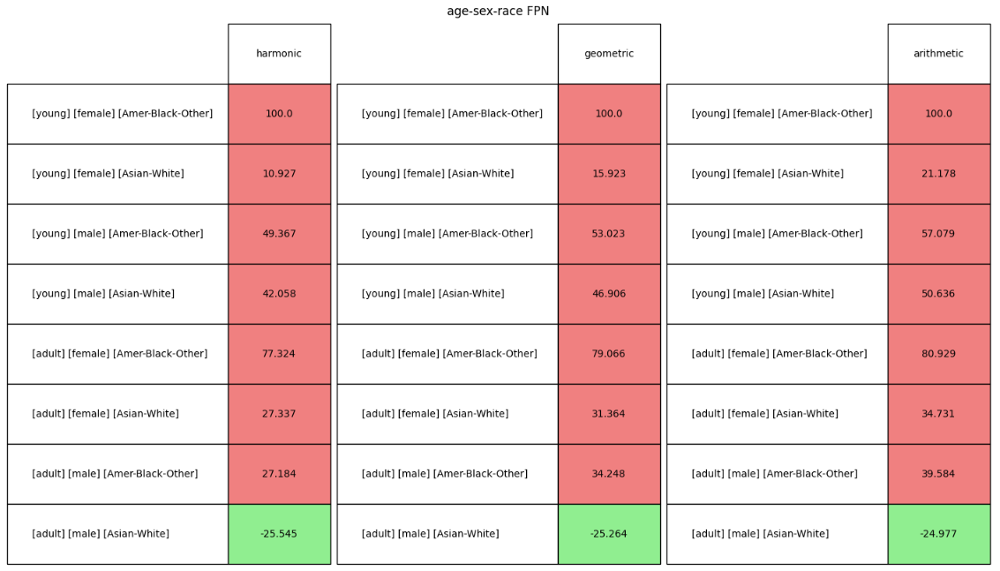 age-sex-race FPN
harmonic geometric arithmetic
[young] [female] [Amer-Black-Other] 100.0 [young] [female] [Amer-Black-Other] 100.0 [young] [female] [Amer-Black-Other] 100.0
[young] [female] [Asian-White] 10.927 [young] [female] [Asian-White] 15.923 [young] [female] [Asian-White] 21.178
[young] [male] [Amer-Black-Other] 49.367 [young] [male] [Amer-Black-Other] 53.023 [young] [male] [Amer-Black-Other] 57.079
[young] [male] [Asian-White] 42.058 [young] [male] [Asian-White] 46.906 [young] [male] [Asian-White] 50.636
[adult] [female] [Amer-Black-Other] 77.324 [adult] [female] [Amer-Black-Other] 79.066 [adult] [female] [Amer-Black-Other] 80.929
[adult] [female] [Asian-White] 27.337 [adult] [female] [Asian-White] 31.364 [adult] [female] [Asian-White] 34.731
[adult] [male] [Amer-Black-Other] 27.184 [adult] [male] [Amer-Black-Other] 34.248 [adult] [male] [Amer-Black-Other] 39.584
[adult] [male] [Asian-White] -25.545 [adult] [male] [Asian-White] -25.264 [adult] [male] [Asian-White] -24.977